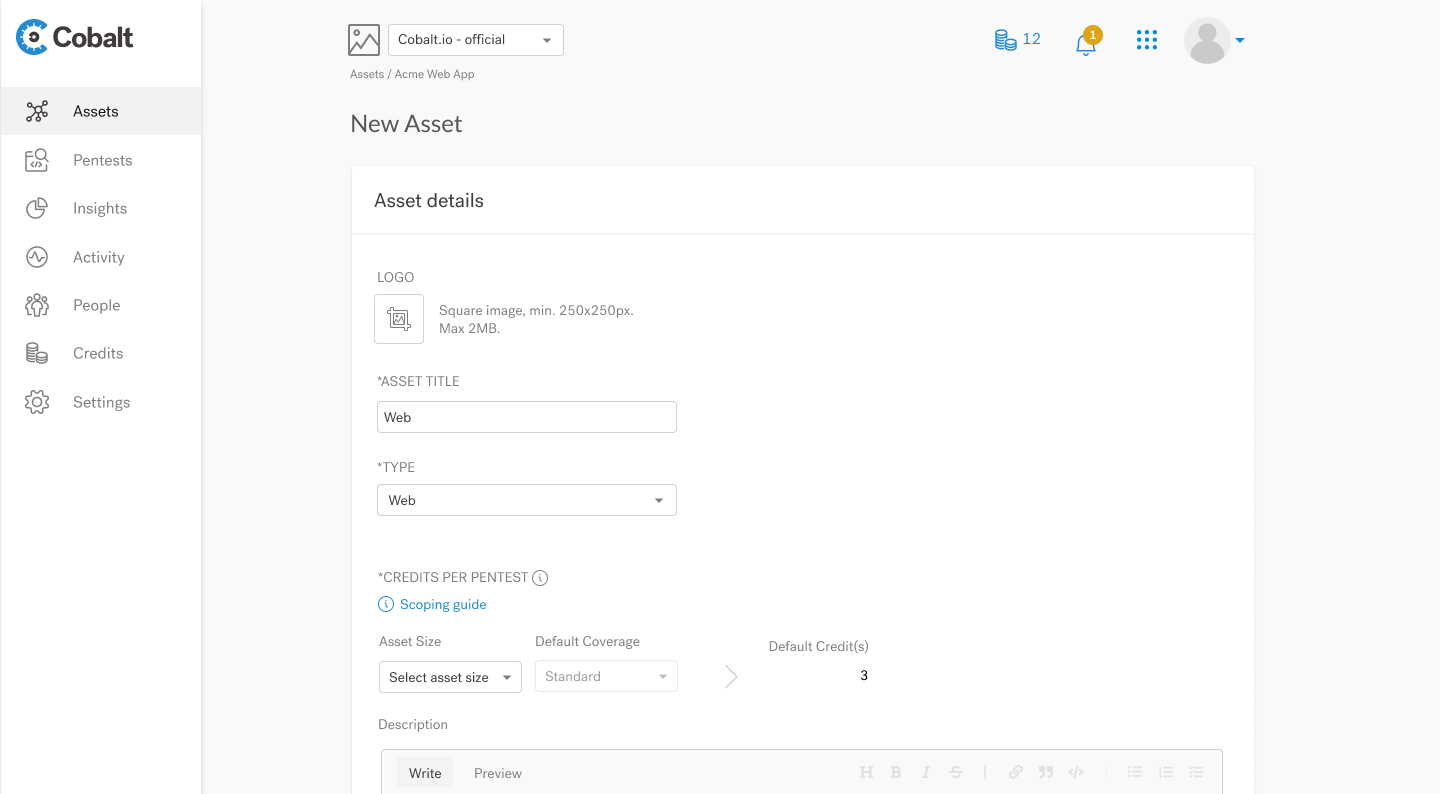 Cobalt
Cobalt.io - official
12
1
Assets / Acme Web App
Assets
Pentests
Insights
Activity
People
Credits
Settings
New Asset
Asset details
LOGO
Square image, min. 250x250px.
Max 2MB.
*ASSET TITLE
Web
*TYPE
Web
*CREDITS PER PENTEST
Scoping guide
Asset Size
Default Coverage
Default Credit(s)
Select asset size
Standard
3
Description
Write
Preview
H B I S